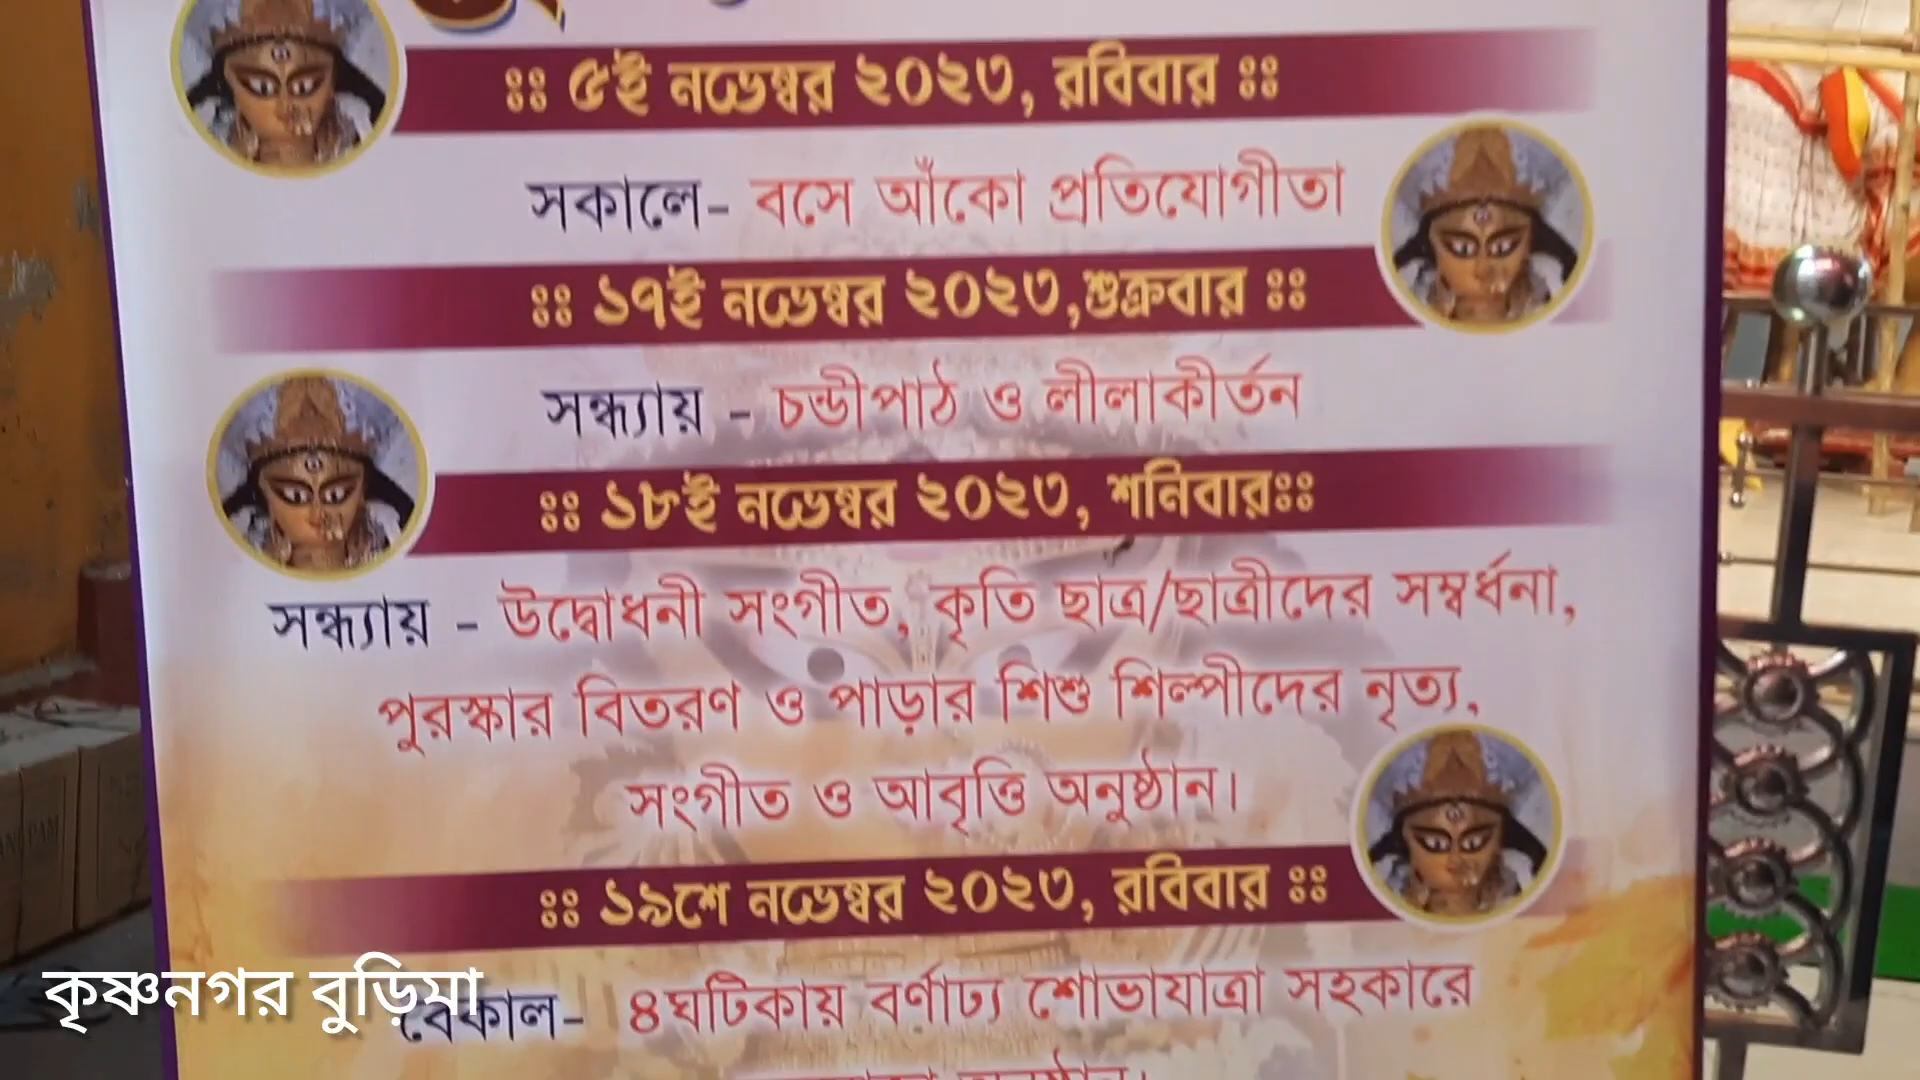 :: ৫ই নভেম্বর ২০২৩, রবিবার ::
সকালে- বসে আঁকো প্রতিযোগীতা
:: ১৭ই নভেম্বর ২০২৩,শুক্রবার ::
সন্ধ্যায় - চন্ডীপাঠ ও লীলাকীর্তন
:: ১৮ই নভেম্বর ২০২৩, শনিবার::
সন্ধ্যায় - উদ্বোধনী সংগীত, কৃতি ছাত্র/ছাত্রীদের সম্বর্ধনা,
পুরস্কার বিতরণ ও পাড়ার শিশু শিল্পীদের নৃত্য,
সংগীত ও আবৃত্তি অনুষ্ঠান।
:: ১৯শে নভেম্বর ২০২৩, রবিবার ::
বৈকাল- ৪ঘটিকায় বর্ণাঢ্য শোভাযাত্রা সহকারে
কৃষ্ণনগর বুড়িমা